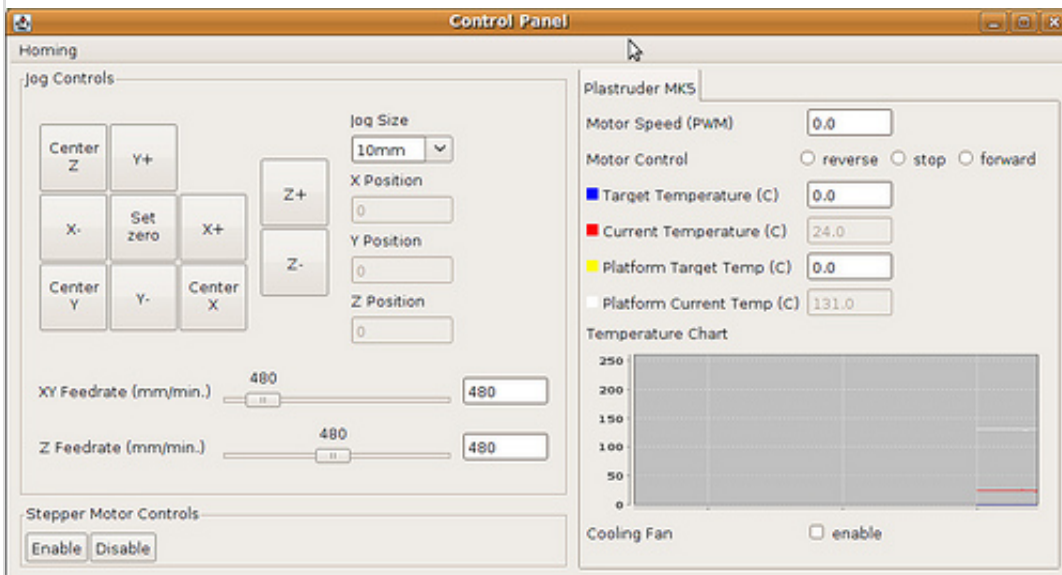 Control Panel
Homing
Jog Controls
Center Z
Y+
X-
Set zero
X+
Center Y
Y-
Center X
Z+
Z-
Jog Size
10mm
X Position
0
Y Position
0
Z Position
0
XY Feedrate (mm/min.)
480
480
Z Feedrate (mm/min.)
480
480
Stepper Motor Controls
Enable Disable
Plastruder MK5
Motor Speed (PWM) 0.0
Motor Control reverse stop forward
Target Temperature (C) 0.0
Current Temperature (C) 24.0
Platform Target Temp (C) 0.0
Platform Current Temp (C) 131.0
Temperature Chart
250
200
150
100
50
0
Cooling Fan enable